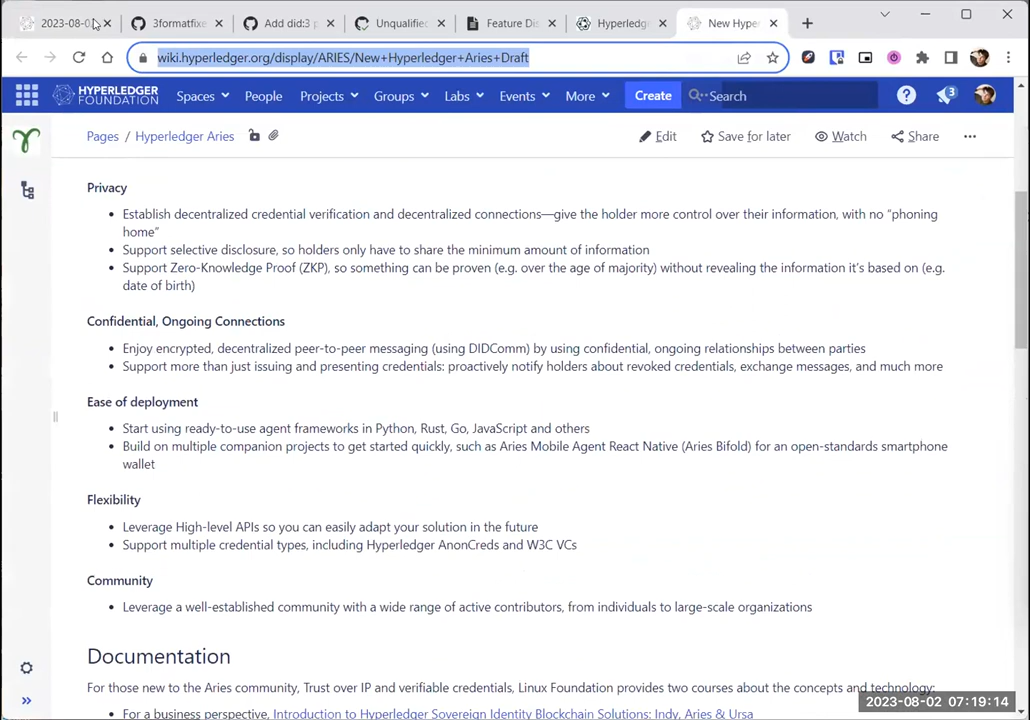 2023-08-0
3formatfixe
Add did:3 p
Unqualified
Feature Dis
Hyperledg
New Hyper
wiki.hyperledger.org/display/ARIES/New+Hyperledger+Aries+Draft
HYPERLEDGER
FOUNDATION
Spaces
People
Projects
Groups
Labs
Events
More
Create
Search
3
Pages / Hyperledger Aries
Edit
Save for later
Watch
Share
Privacy
• Establish decentralized credential verification and decentralized connections—give the holder more control over their information, with no “phoning
home”
• Support selective disclosure, so holders only have to share the minimum amount of information
• Support Zero-Knowledge Proof (ZKP), so something can be proven (e.g. over the age of majority) without revealing the information it’s based on (e.g.
date of birth)
Confidential, Ongoing Connections
• Enjoy encrypted, decentralized peer-to-peer messaging (using DIDComm) by using confidential, ongoing relationships between parties
• Support more than just issuing and presenting credentials: proactively notify holders about revoked credentials, exchange messages, and much more
Ease of deployment
• Start using ready-to-use agent frameworks in Python, Rust, Go, JavaScript and others
• Build on multiple companion projects to get started quickly, such as Aries Mobile Agent React Native (Aries Bifold) for an open-standards smartphone
wallet
Flexibility
• Leverage High-level APIs so you can easily adapt your solution in the future
• Support multiple credential types, including Hyperledger AnonCreds and W3C VCs
Community
• Leverage a well-established community with a wide range of active contributors, from individuals to large-scale organizations
Documentation
For those new to the Aries community, Trust over IP and verifiable credentials, Linux Foundation provides two courses about the concepts and technology:
• For a business perspective, Introduction to Hyperledger Sovereign Identity Blockchain Solutions: Indy, Aries & Ursa
2023-08-02 07:19:14